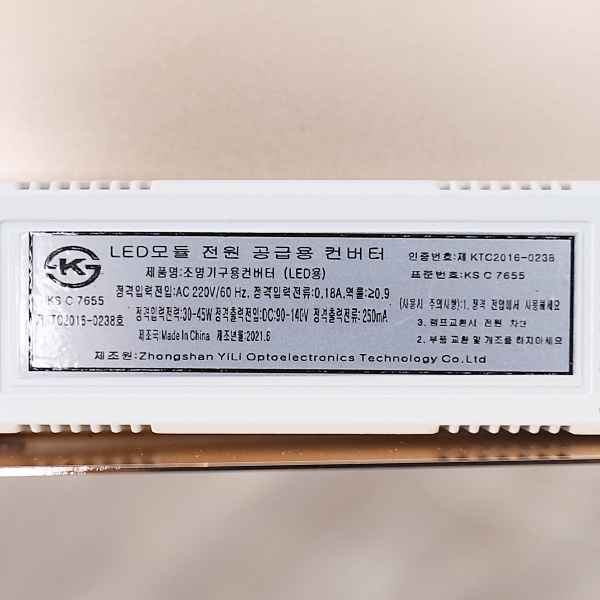 LED모듈 전원 공급용 컨버터
제품명:조명기구용컨버터 (LED용)
정격입력전압:AC 220V/60 Hz, 정격입력전류:0.18A,역률:≥0.9
정격입력전력:30-45W 정격출력전압:DC:90-140V 정격출력전류: 250mA
제조국:Made In China 제조년월:2021.6
제조원:Zhongshan YiLi Optoelectronics Technology Co.Ltd
KS
KS C 7655
KTC2016-0238호
인증번호:제 KTC2016-0238
표준번호:KS C 7655
(사용시 주의사항):1. 정격 전압에서 사용해세요
3. 램프교환시 전원 차단
2. 부품 교환 및 개조를 하지마세요